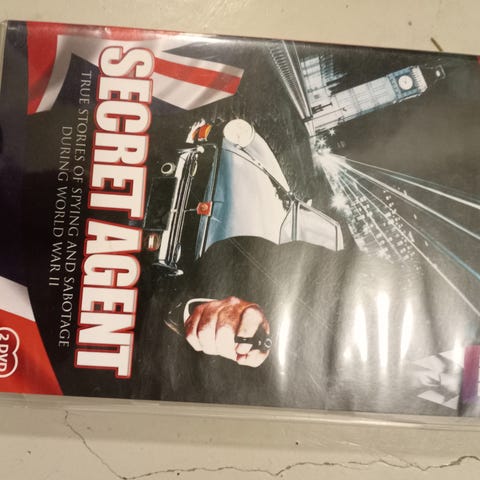 SECRET AGENT
TRUE STORIES OF SPYING AND SABOTAGE
DURING WORLD WAR II
2 DVD